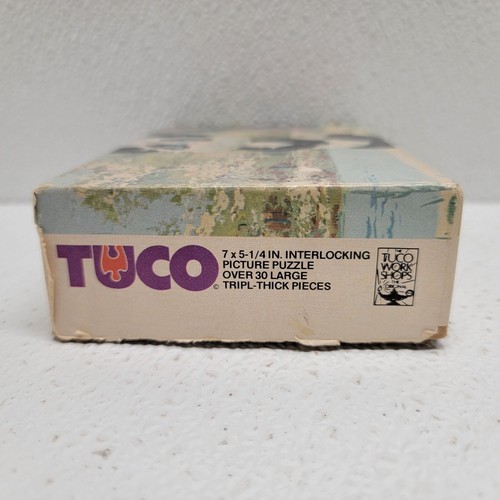 TUCO
7 x 5-1/4 IN. INTERLOCKING
PICTURE PUZZLE
OVER 30 LARGE
© TRIPL-THICK PIECES
THE
TUCO
WORK
SHOPS